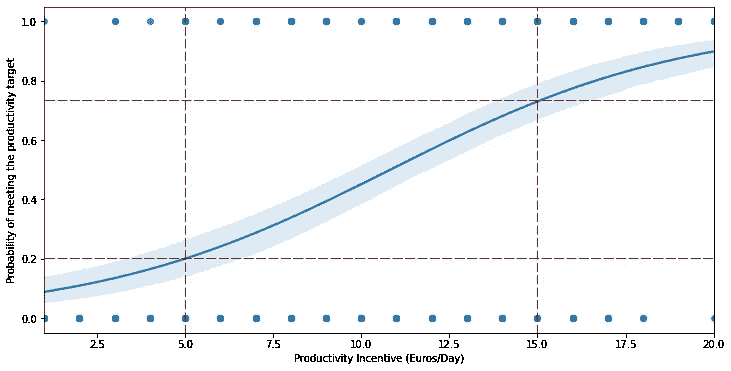 Probability of meeting the productivity target
1.0
0.8
0.6
0.4
0.2
0.0
2.5 5.0 7.5 10.0 12.5 15.0 17.5 20.0
Productivity Incentive (Euros/Day)